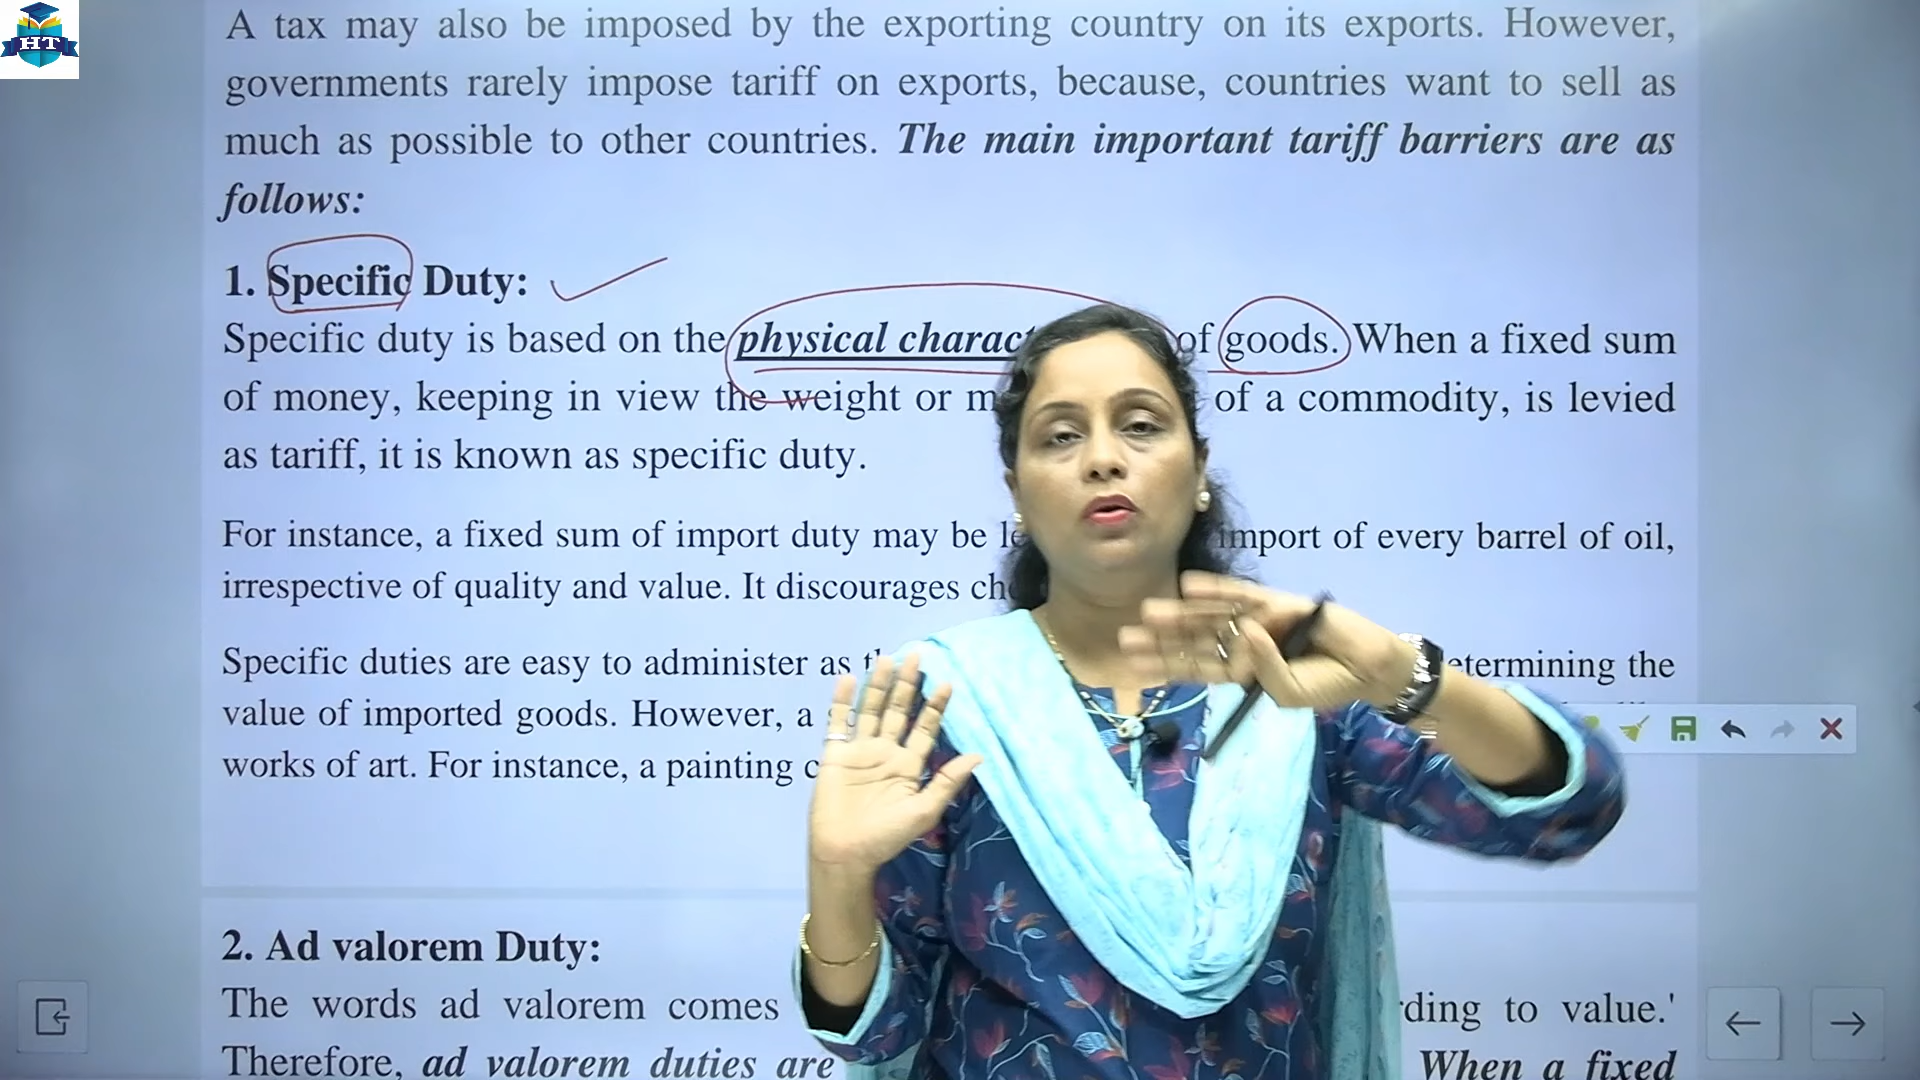 HT
A tax may also be imposed by the exporting country on its exports. However,
governments rarely impose tariff on exports, because, countries want to sell as
much as possible to other countries. The main important tariff barriers are as
follows:
1. Specific Duty:
Specific duty is based on the physical charac of goods. When a fixed sum
of money, keeping in view the weight or m of a commodity, is levied
as tariff, it is known as specific duty.
For instance, a fixed sum of import duty may be import of every barrel of oil,
irrespective of quality and value. It discourages
Specific duties are easy to administer as etermining the
value of imported goods. However, a
works of art. For instance, a painting
2. Ad valorem Duty:
The words ad valorem comes rding to value.'
Therefore, ad valorem duties are When a fixed